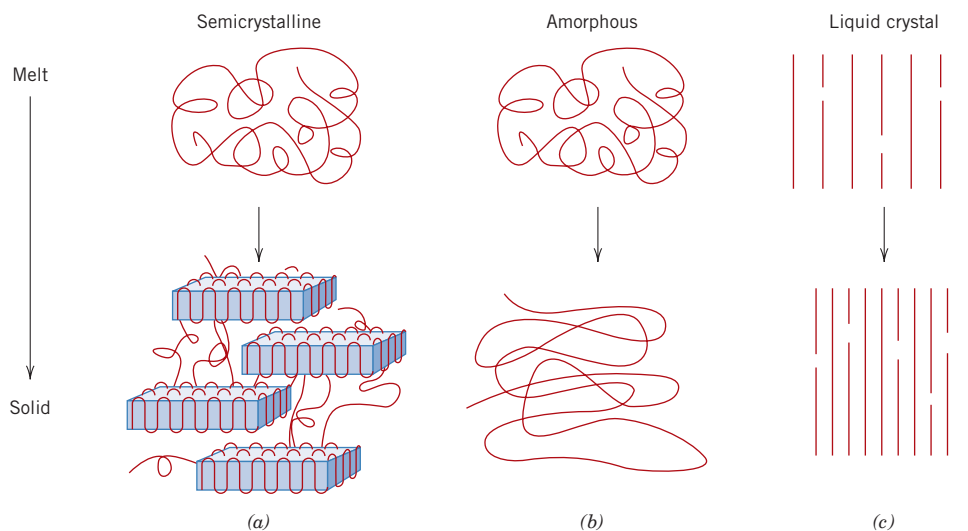 Semicrystalline
Amorphous
Liquid crystal
Melt
Solid
(a)
(b)
(c)